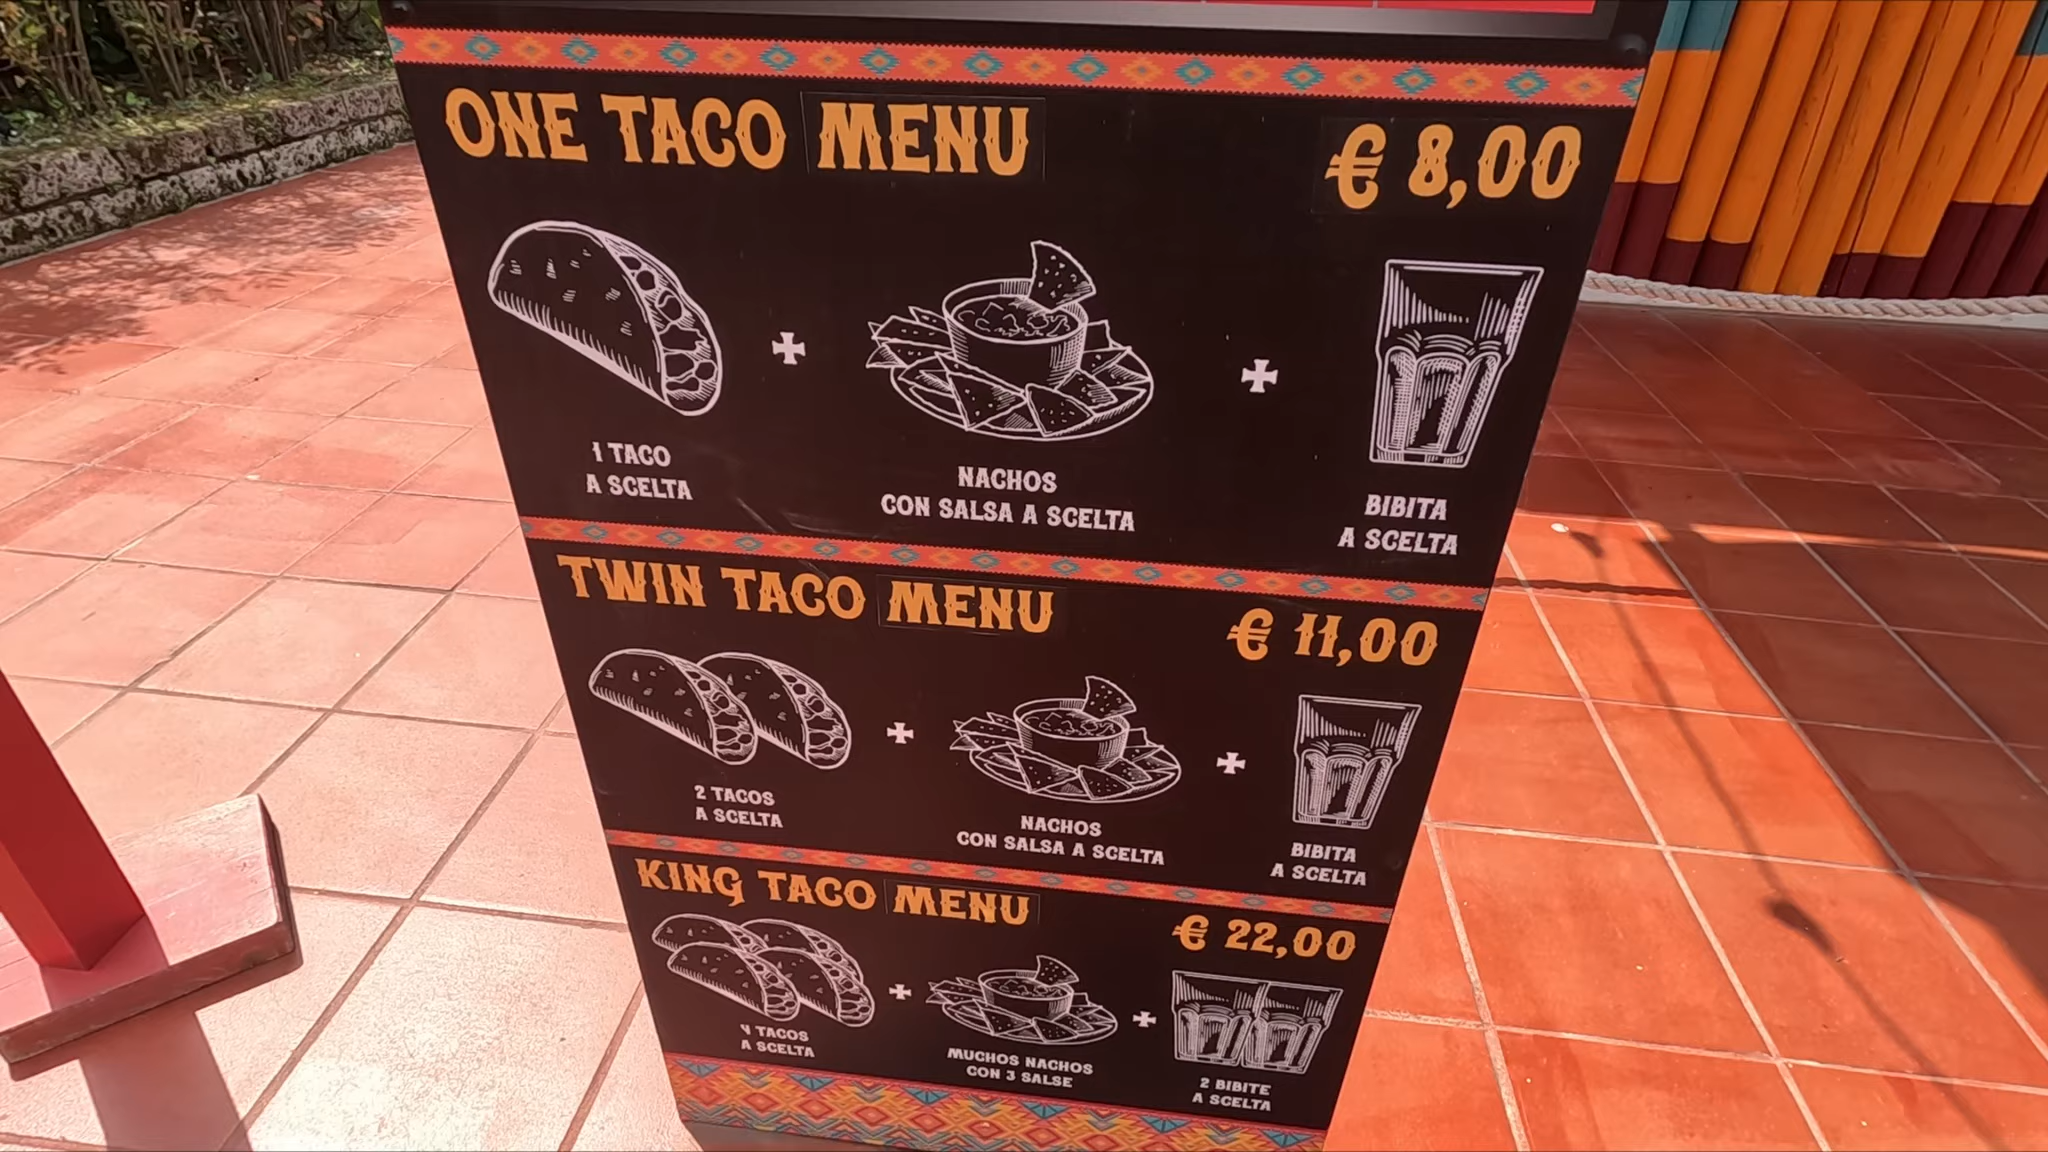 ONE TACO MENU
€ 8,00
1 TACO
A SCELTA
NACHOS
CON SALSA A SCELTA
BIBITA
A SCELTA
TWIN TACO MENU
€ 11,00
2 TACOS
A SCELTA
NACHOS
CON SALSA A SCELTA
BIBITA
A SCELTA
KING TACO MENU
€ 22,00
4 TACOS
A SCELTA
MUCHOS NACHOS
CON 3 SALSE
2 BIBITE
A SCELTA